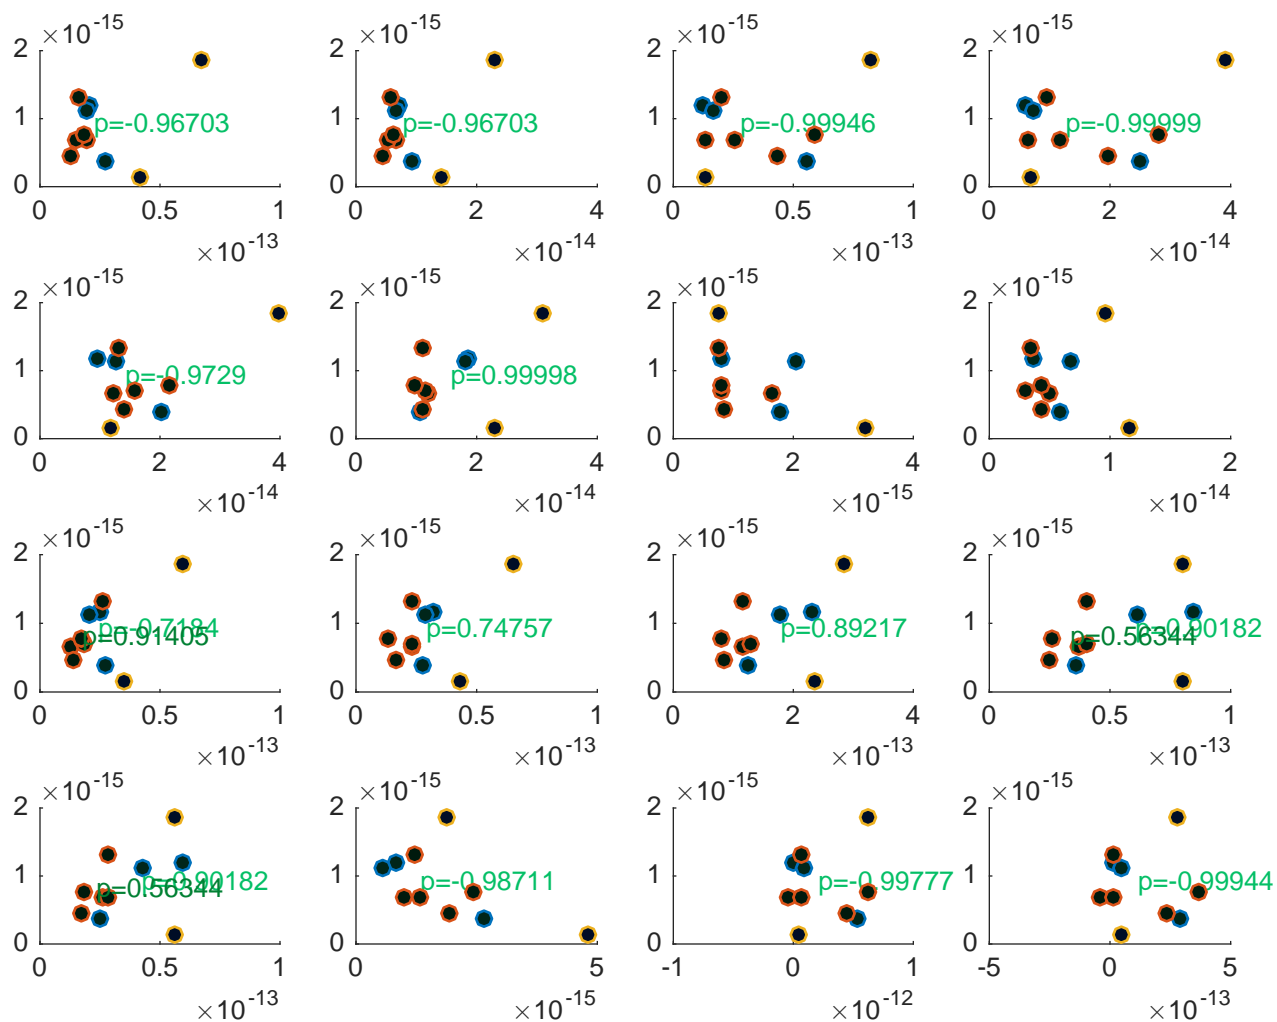 ×10-15 ×10-15 ×10-15 ×10-15
2 2 2 2
1 p=-0.96703 1 p=-0.96703 1 p=-0.99946 1 p=-0.99999
0 0 0 0
0 0.5 1 0 2 4 0 0.5 1 0 2 4
×10-13 ×10-14 ×10-13 ×10-14
×10-15 ×10-15 ×10-15 ×10-15
2 2 2 2
1 p=-0.9729 1 p=0.99998 1 1
0 0 0 0
0 2 4 0 2 4 0 2 4 0 1 2
×10-14 ×10-14 ×10-15 ×10-14
×10-15 ×10-15 ×10-15 ×10-15
2 2 2 2
1 p=-0.7184 1 p=0.74757 1 p=0.89217 1 p=0.90182
p=0.91405 p=0.56344
0 0 0 0
0 0.5 1 0 0.5 1 0 2 4 0 0.5 1
×10-13 ×10-13 ×10-13 ×10-13
×10-15 ×10-15 ×10-15 ×10-15
2 2 2 2
1 p=0.90182 1 p=-0.98711 1 p=-0.99777 1 p=-0.99944
p=0.56344
0 0 0 0
0 0.5 1 0 5 -1 0 1 -5 0 5
×10-13 ×10-15 ×10-12 ×10-13